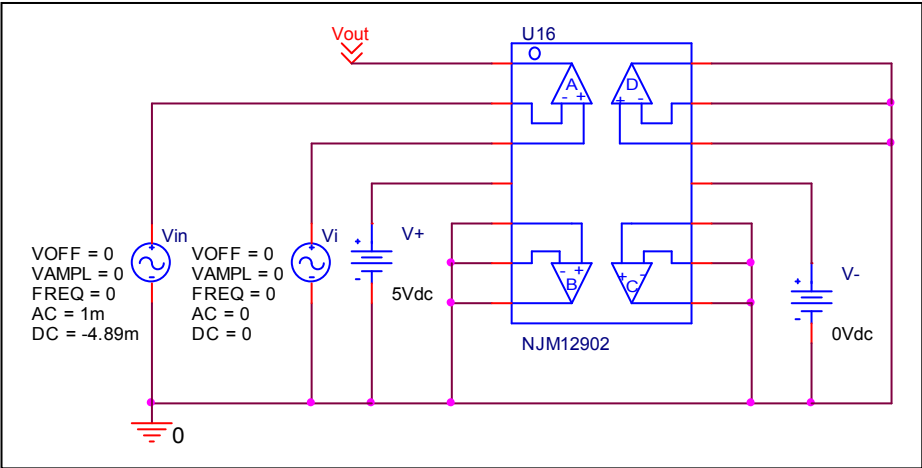 Vout
U16
A
D
- +
+ -
Vin
VOFF = 0
VAMPL = 0
FREQ = 0
AC = 1m
DC = -4.89m
Vi
VOFF = 0
VAMPL = 0
FREQ = 0
AC = 0
DC = 0
V+
5Vdc
- +
+ -
B
C
NJM12902
V-
0Vdc
0